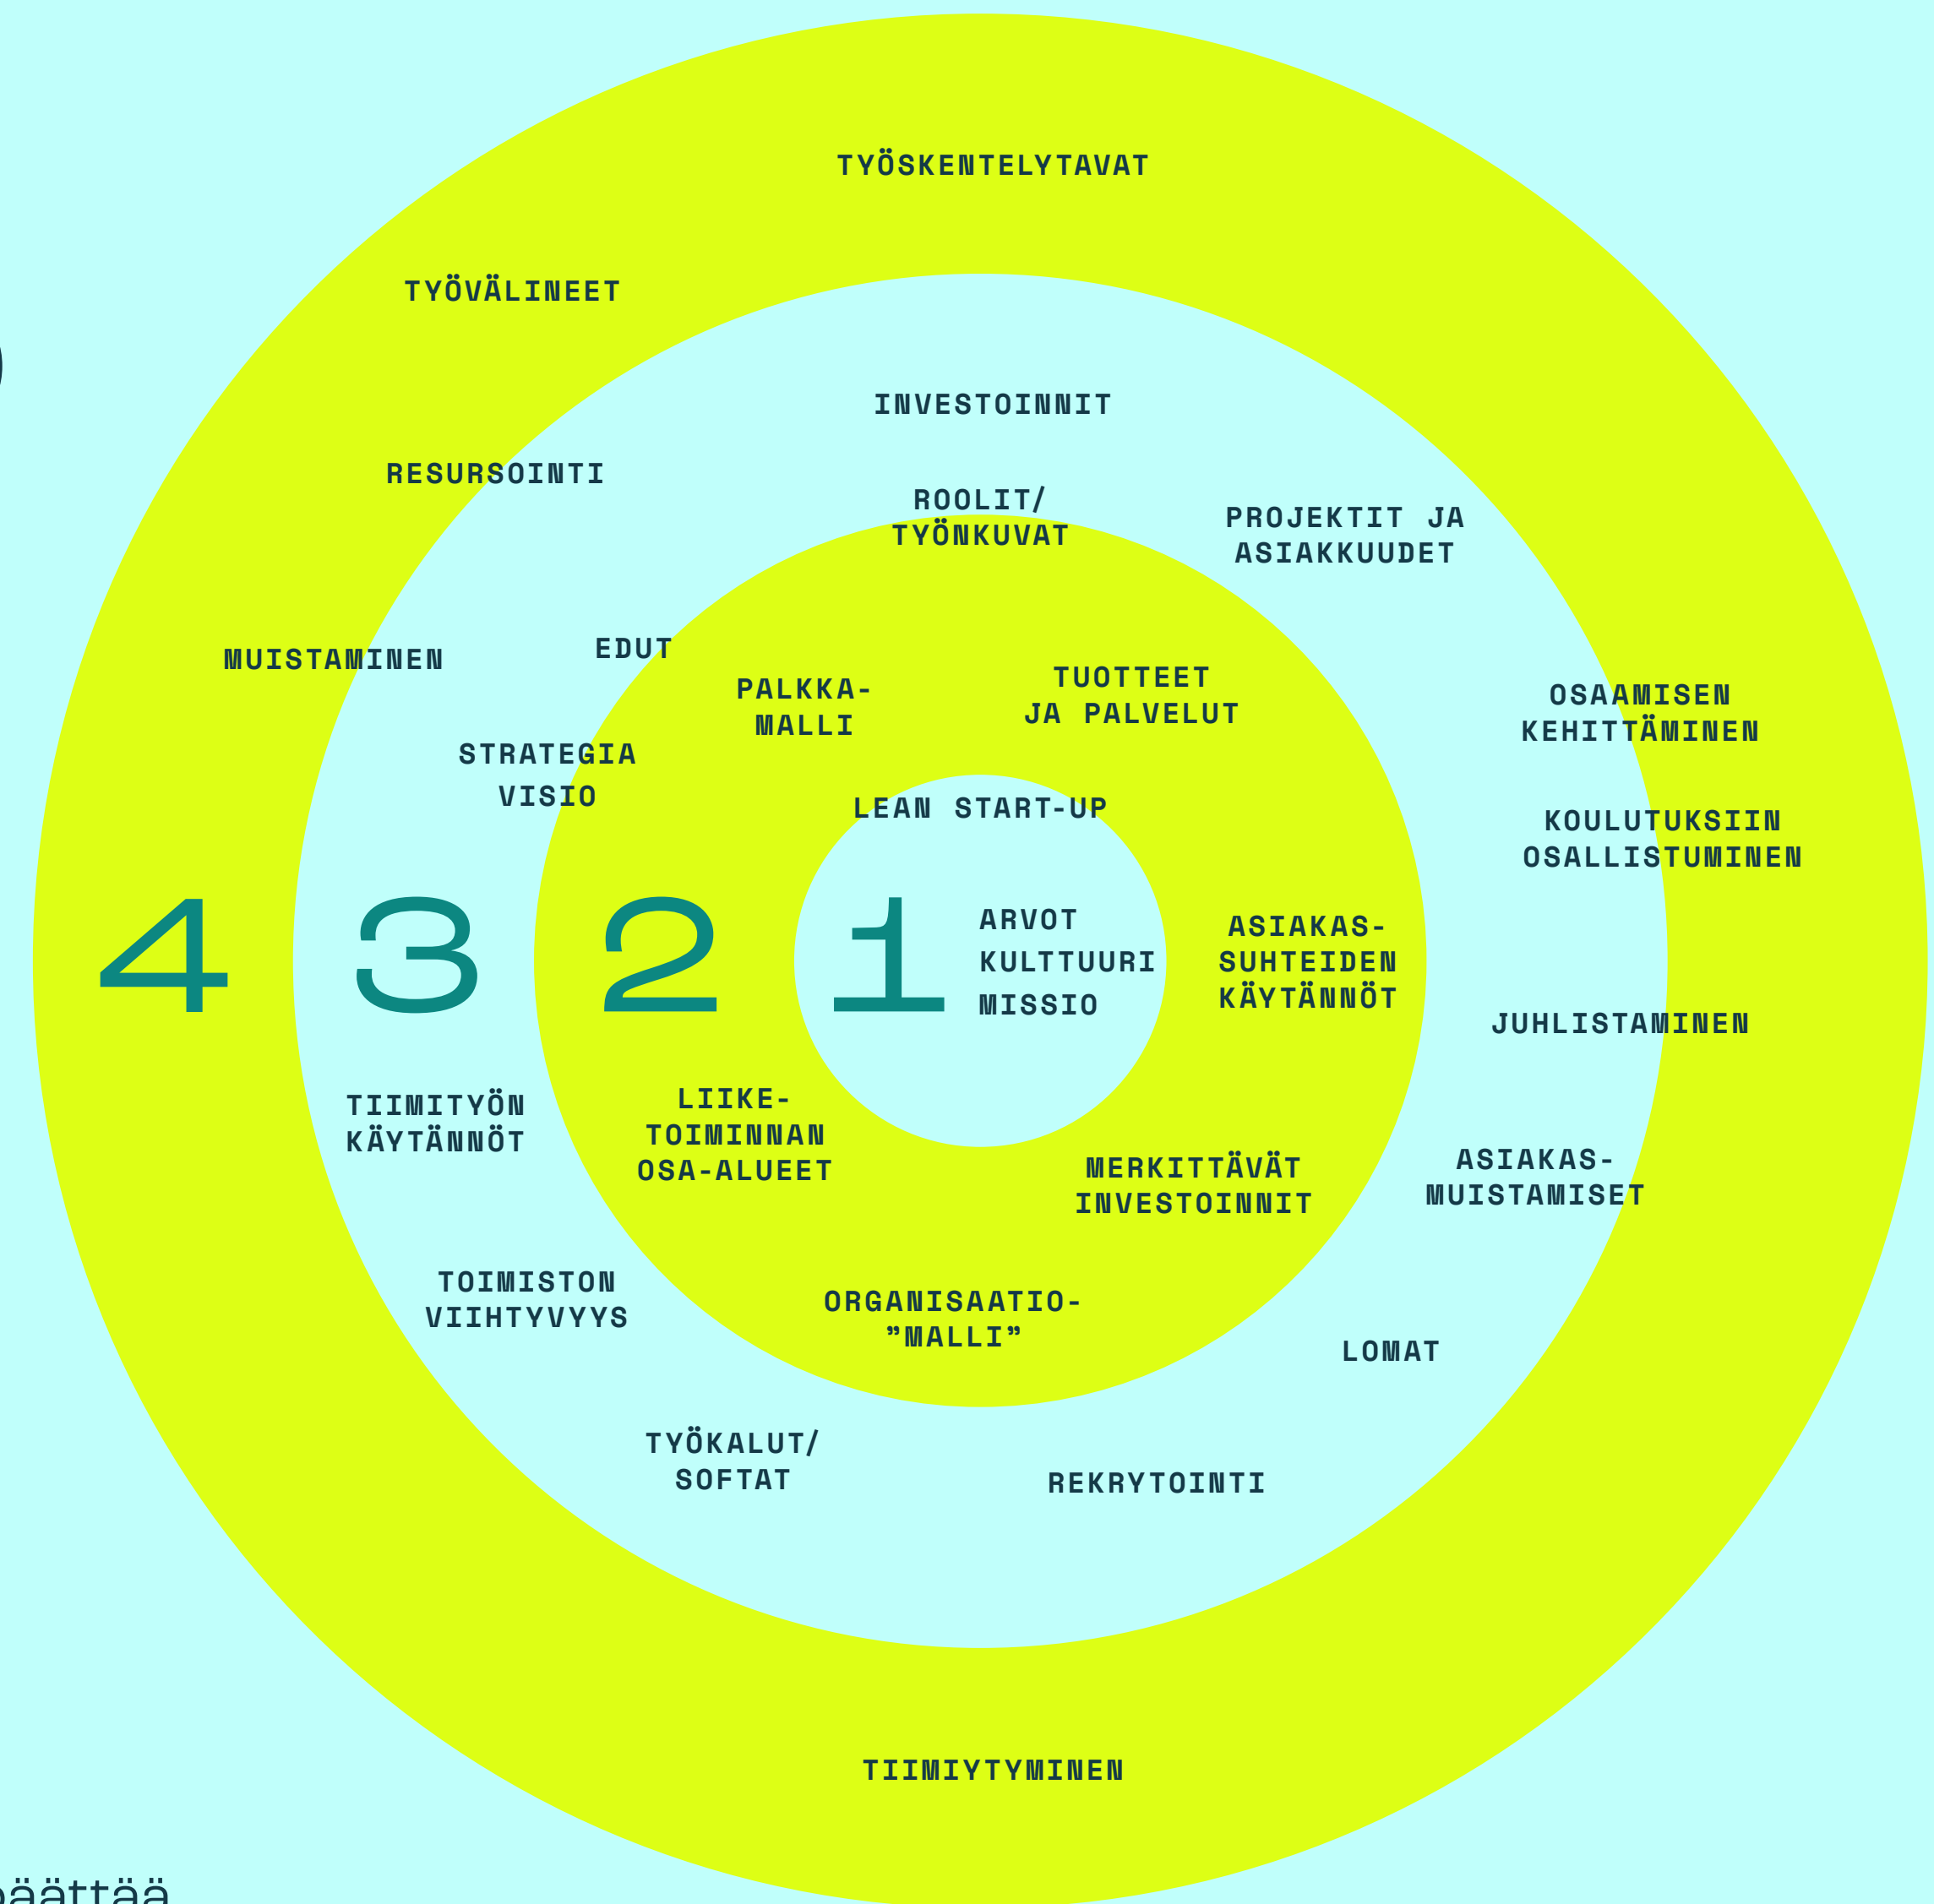 TYÖSKENTELYTAVAT
TYÖVÄLINEET
INVESTOINNIT
RESURSOINTI
ROOLIT/
TYÖNKUVAT
PROJEKTIT JA
ASIAKKUUDET
MUISTAMINEN
EDUT
PALKKA-
MALLI
TUOTTEET
JA PALVELUT
OSAAMISEN
KEHITTÄMINEN
STRATEGIA
VISIO
LEAN START-UP
KOULUTUKSIIN
OSALLISTUMINEN
4 3 2 1
ARVOT
KULTTUURI
MISSIO
ASIAKAS-
SUHTEIDEN
KÄYTÄNNÖT
JUHLISTAMINEN
TIIMITYÖN
KÄYTÄNNÖT
LIIKE-
TOIMINNAN
OSA-ALUEET
MERKITTÄVÄT
INVESTOINNIT
ASIAKAS-
MUISTAMISET
TOIMISTON
VIIHTYVYYS
ORGANISAATIO-
”MALLI”
LOMAT
TYÖKALUT/
SOFTAT
REKRYTOINTI
TIIMIYTYMINEN